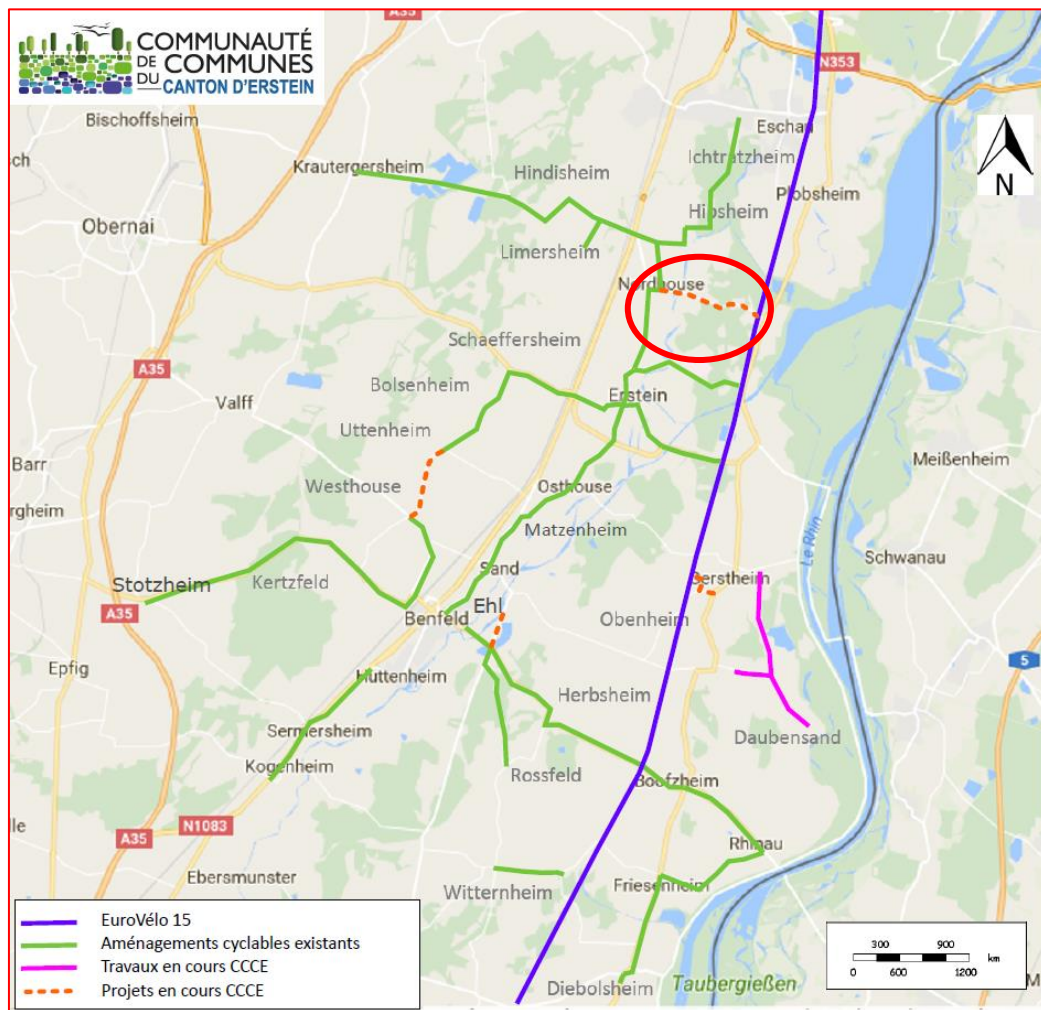 COMMUNAUTÉ
DE COMMUNES
DU CANTON D'ERSTEIN
A35
N353
Bischoffsheim
Eschau
Ichtratzheim
Krautergersheim
Hindisheim
N
Plobsheim
Obernai
Hipsheim
Limersheim
Nordhouse
Schaeffersheim
A35
Bolsenheim
Valff
Erstein
Uttenheim
Meißenheim
Barr
Westhouse
Osthouse
ergheim
Matzenheim
Le Rhin
Schwanau
Sand
Stotzheim
Kertzfeld
Gerstheim
A35
Ehl
Benfeld
Obenheim
Epfig
5
Huttenheim
Herbsheim
Sermersheim
Daubensand
Kogenheim
Rossfeld
Boofzheim
N1083
A35
Rhinau
Ebersmunster
Witternheim
Friesenheim
EuroVélo 15
Aménagements cyclables existants
Travaux en cours CCCE
Projets en cours CCCE
300 900
0 600 1200 km
Diebolsheim
Taubergießen